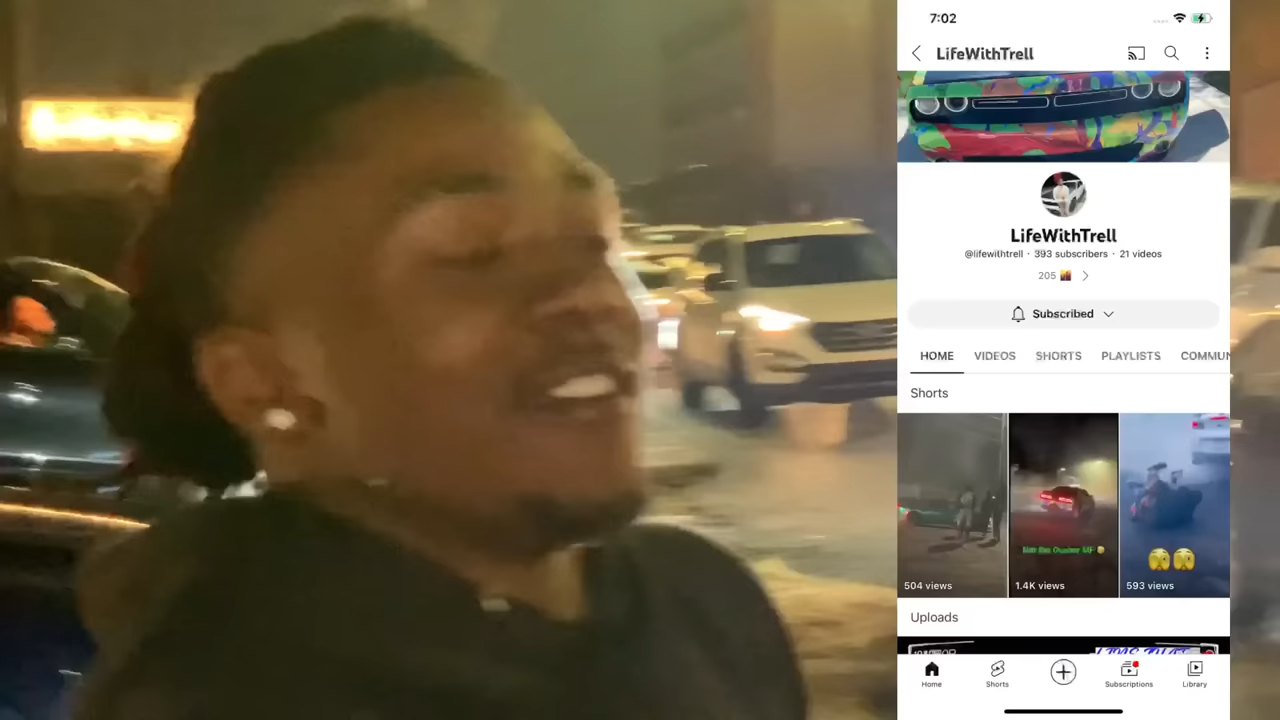 7:02
LifeWithTrell
LifeWithTrell
@lifewithtrell · 393 subscribers · 21 videos
205
Subscribed
HOME VIDEOS SHORTS PLAYLISTS COMMUN
Shorts
504 views 1.4K views 593 views
Uploads
Home Shorts Subscriptions Library